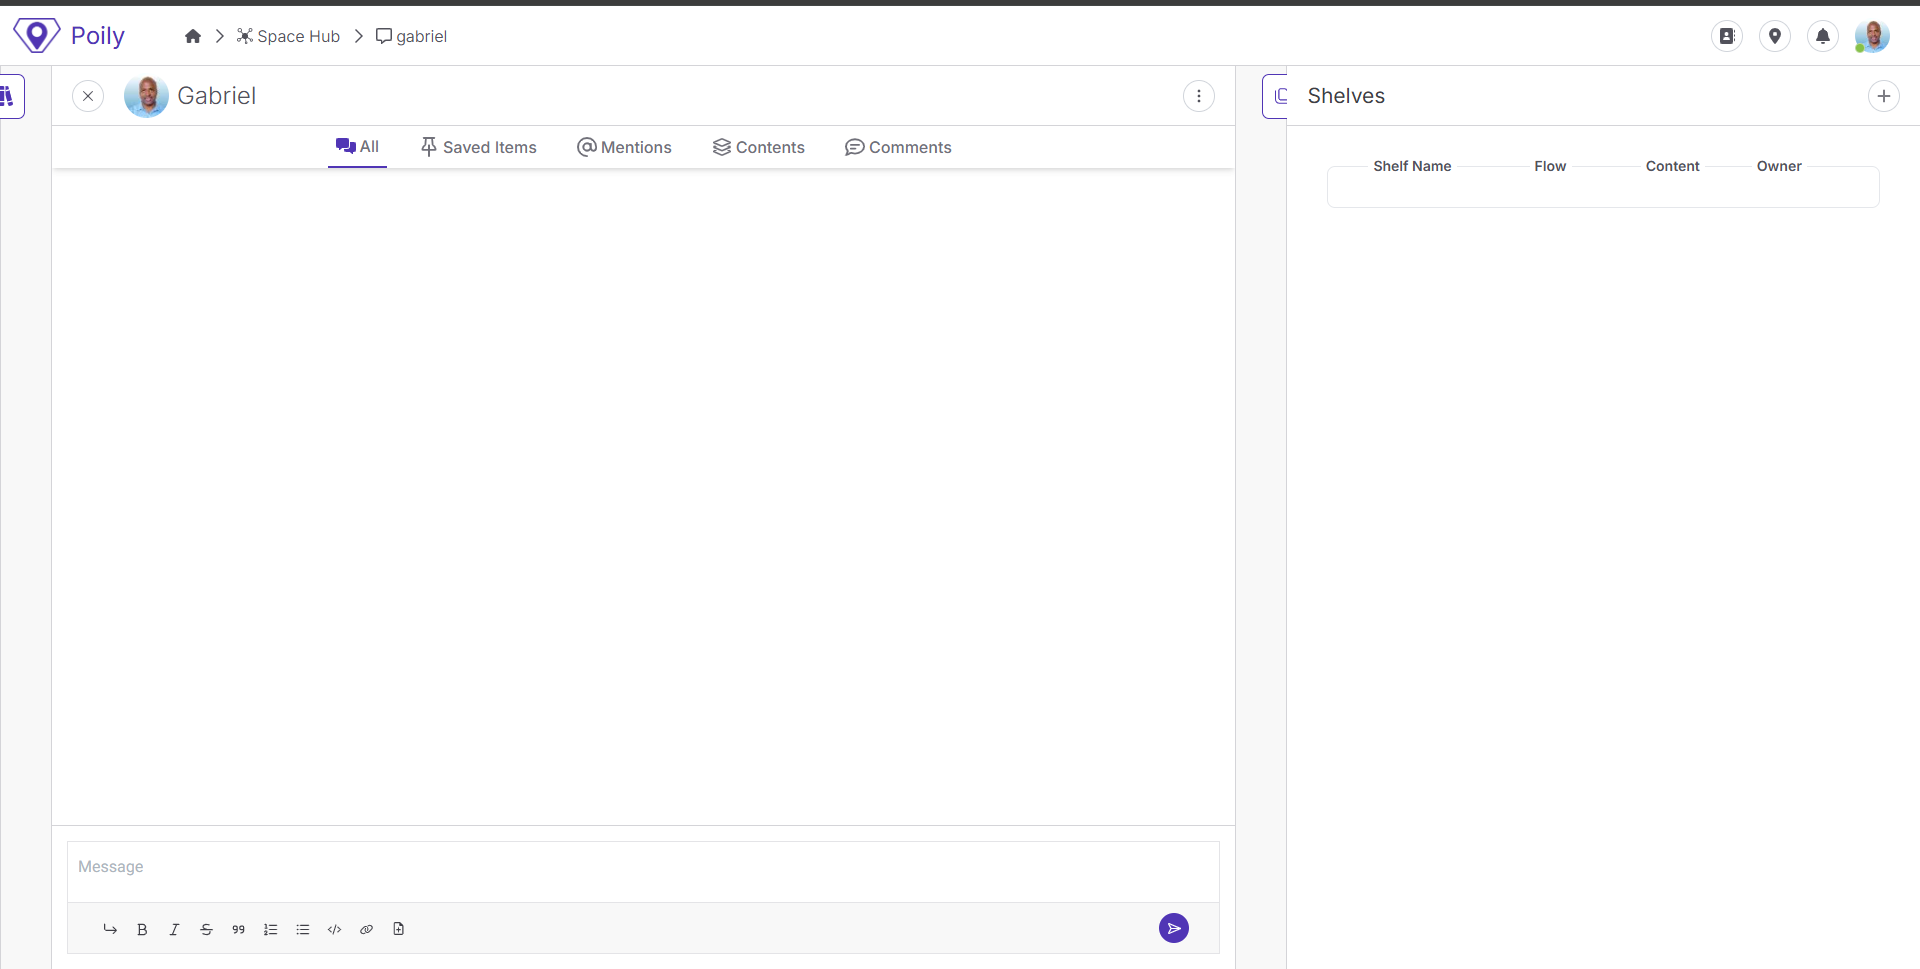 Poily
Space Hub
gabriel
Gabriel
All
Saved Items
Mentions
Contents
Comments
Message
Shelves
Shelf Name
Flow
Content
Owner